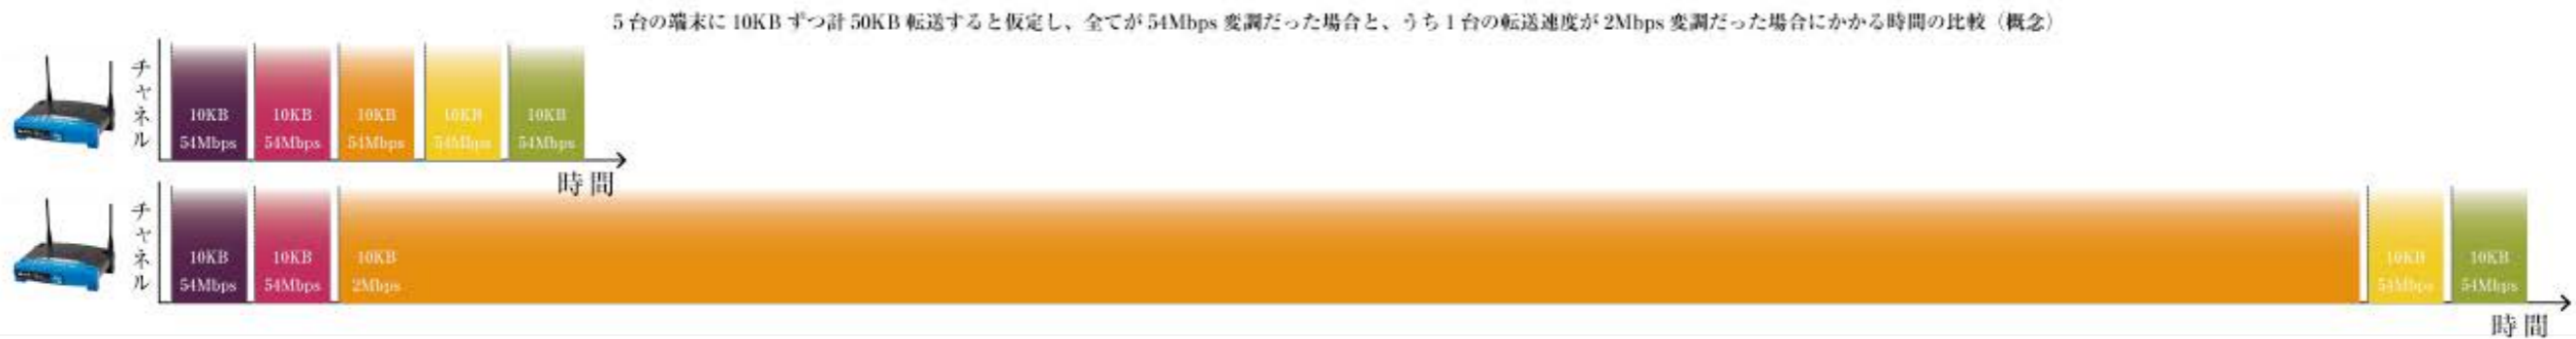 5台の端末に10KBずつ計50KB転送すると仮定し、全てが54Mbps変調だった場合と、うち1台の転送速度が2Mbps変調だった場合にかかる時間の比較（概念）
チャネル
10KB 10KB 10KB 10KB 10KB
54Mbps 54Mbps 54Mbps 54Mbps 54Mbps
時間
チャネル
10KB 10KB 10KB 10KB 10KB
54Mbps 54Mbps 2Mbps 54Mbps 54Mbps
時間